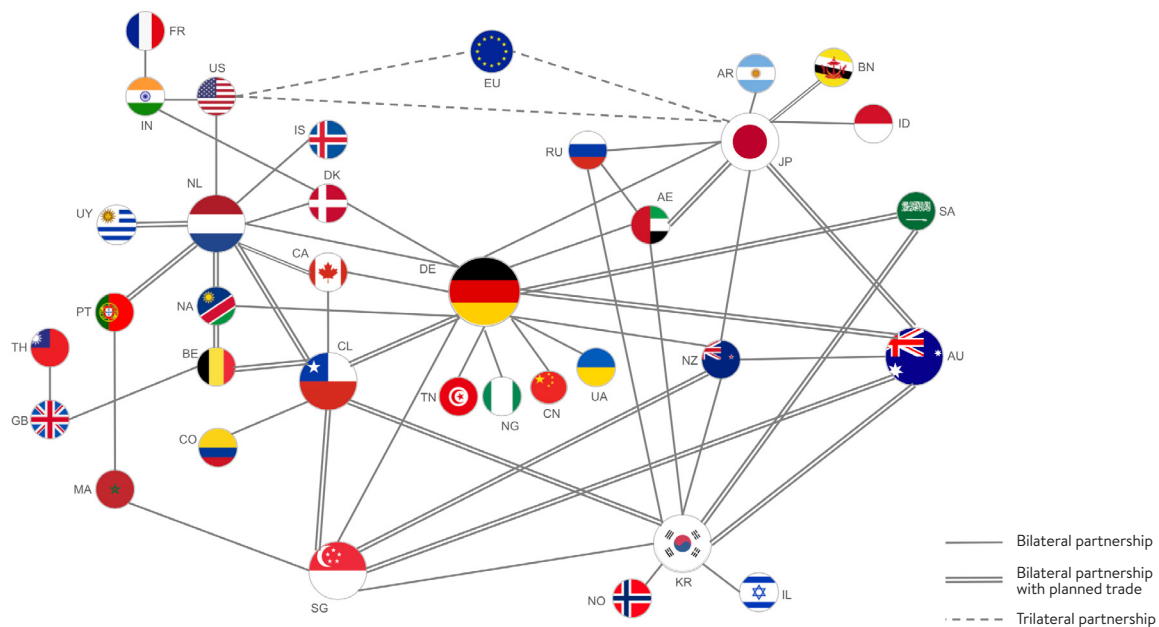 FR
US
EU
AR
BN
IN
ID
IS
RU
JP
NL
DK
AE
SA
UY
CA
DE
PT
NA
TH
BE
CL
NZ
AU
TN
NG
CN
UA
GB
CO
MA
Bilateral partnership
Bilateral partnership
with planned trade
Trilateral partnership
SG
NO
KR
IL